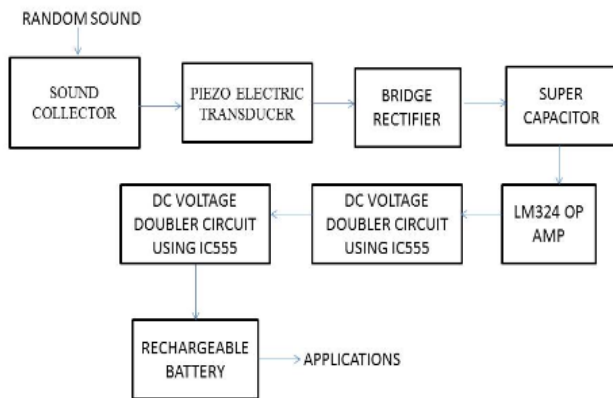 RANDOM SOUND
SOUND
COLLECTOR
PIEZO ELECTRIC
TRANSDUCER
BRIDGE
RECTIFIER
SUPER
CAPACITOR
DC VOLTAGE
DOUBLER CIRCUIT
USING IC555
DC VOLTAGE
DOUBLER CIRCUIT
USING IC555
LM324 OP
AMP
RECHARGEABLE
BATTERY
APPLICATIONS